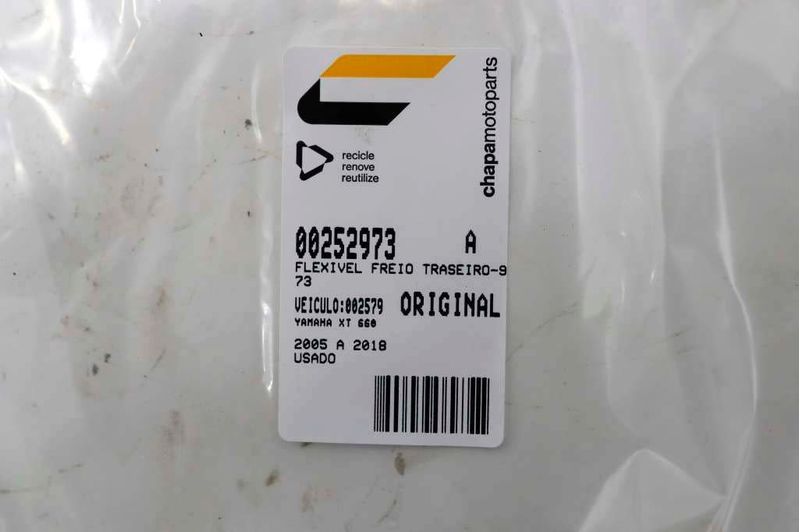 chapamotoparts
recicle
renove
reutilize
00252973 A
FLEXIVEL FREIO TRASEIRO-9
73
VEICULO:002579 ORIGINAL
YAMAHA XT 660
2005 A 2018
USADO